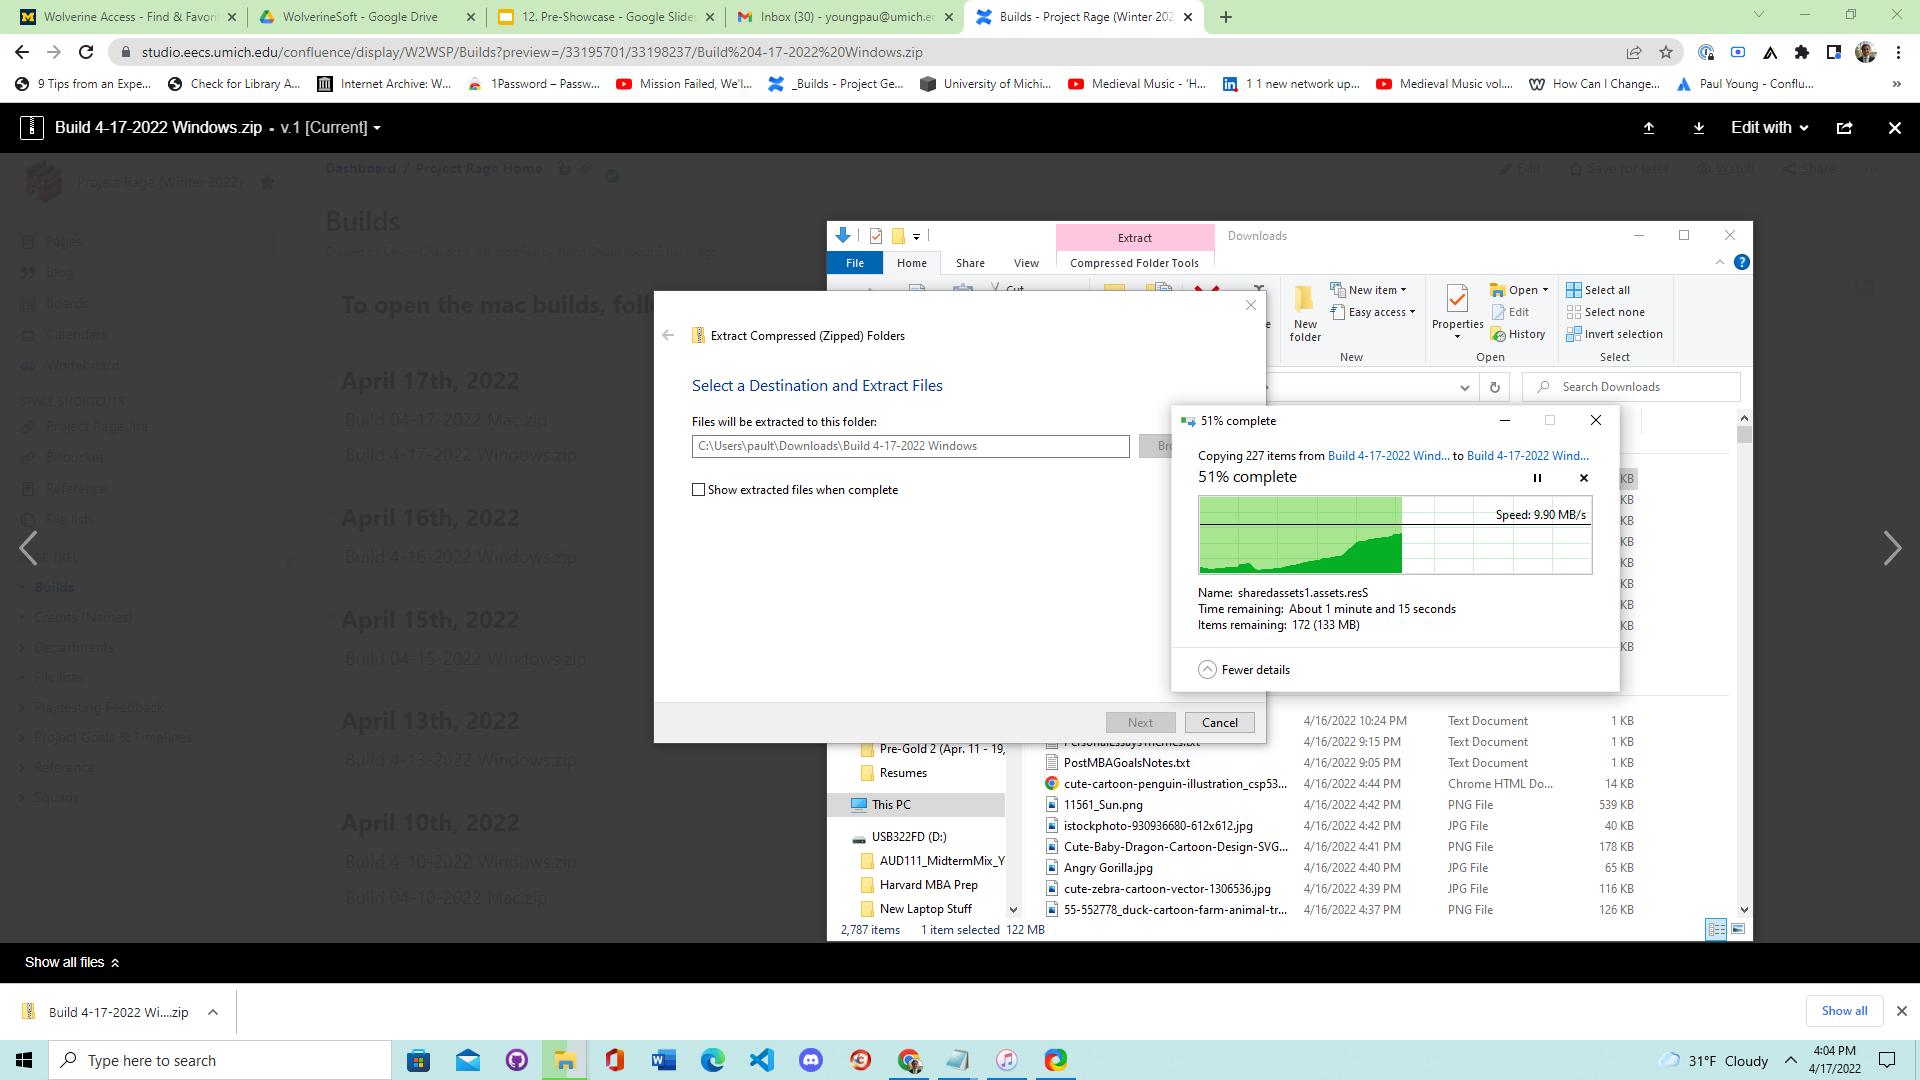 Wolverine Access - Find & Favori
WolverineSoft - Google Drive
12. Pre-Showcase - Google Slides
Inbox (30) - youngpau@umich.ed
Builds - Project Rage (Winter 202
studio.eecs.umich.edu/confluence/display/W2WSP/Builds?preview=/33195701/33198237/Build%204-17-2022%20Windows.zip
9 Tips from an Expe...
Check for Library A...
Internet Archive: W...
1Password – Passw...
Mission Failed, We'l...
_Builds - Project Ge...
University of Michi...
Medieval Music - 'H...
1 1 new network up...
Medieval Music vol....
How Can I Change...
Paul Young - Conflu...
»
Build 4-17-2022 Windows.zip - v.1 [Current]
Edit with
Project Rage (Winter 2022)
Dashboard / Project Rage Home
Edit
Save for later
Watch
Share
Builds
Pages
Blog
Boards
Calendars
Whiteboard
SPACE SHORTCUTS
Project Rage Jira
Bitbucket
Reference
File lists
Builds
Credits (Names)
Departments
File lists
Playtesting Feedback
Project Goals & Timelines
Reference
Squads
To open the mac builds, foll
April 17th, 2022
Build 04-17-2022 Mac.zip
Build 4-17-2022 Windows.zip
April 16th, 2022
Build 4-16-2022 Windows.zip
April 15th, 2022
Build 04-15-2022 Windows.zip
April 13th, 2022
Build 4-13-2022 Windows.zip
April 10th, 2022
Build 4-10-2022 Windows.zip
Build 04-10-2022 Mac.zip
Extract
Downloads
File
Home
Share
View
Compressed Folder Tools
Cut
New folder
New item
Easy access
New
Properties
Open
Edit
History
Open
Select all
Select none
Invert selection
Select
Search Downloads
Extract Compressed (Zipped) Folders
Select a Destination and Extract Files
Files will be extracted to this folder:
C:\Users\pault\Downloads\Build 4-17-2022 Windows
Show extracted files when complete
Next
Cancel
51% complete
Copying 227 items from Build 4-17-2022 Wind... to Build 4-17-2022 Wind...
51% complete
Speed: 9.90 MB/s
Name: sharedassets1.assets.resS
Time remaining: About 1 minute and 15 seconds
Items remaining: 172 (133 MB)
Fewer details
KB
KB
KB
KB
KB
KB
KB
KB
KB
4/16/2022 10:24 PM Text Document 1 KB
PersonalEssaysThemes.txt 4/16/2022 9:15 PM Text Document 1 KB
PostMBAGoalsNotes.txt 4/16/2022 9:05 PM Text Document 1 KB
cute-cartoon-penguin-illustration_csp53... 4/16/2022 4:44 PM Chrome HTML Do... 14 KB
11561_Sun.png 4/16/2022 4:42 PM PNG File 539 KB
istockphoto-930936680-612x612.jpg 4/16/2022 4:42 PM JPG File 40 KB
Cute-Baby-Dragon-Cartoon-Design-SVG... 4/16/2022 4:41 PM PNG File 178 KB
Angry Gorilla.jpg 4/16/2022 4:40 PM JPG File 65 KB
cute-zebra-cartoon-vector-1306536.jpg 4/16/2022 4:39 PM JPG File 116 KB
55-552778_duck-cartoon-farm-animal-tr... 4/16/2022 4:37 PM PNG File 126 KB
Pre-Gold 2 (Apr. 11 - 19,
Resumes
This PC
USB322FD (D:)
AUD111_MidtermMix_Y
Harvard MBA Prep
New Laptop Stuff
2,787 items 1 item selected 122 MB
Show all files
Build 4-17-2022 Wi....zip
Show all
Type here to search
31°F Cloudy
4:04 PM
4/17/2022